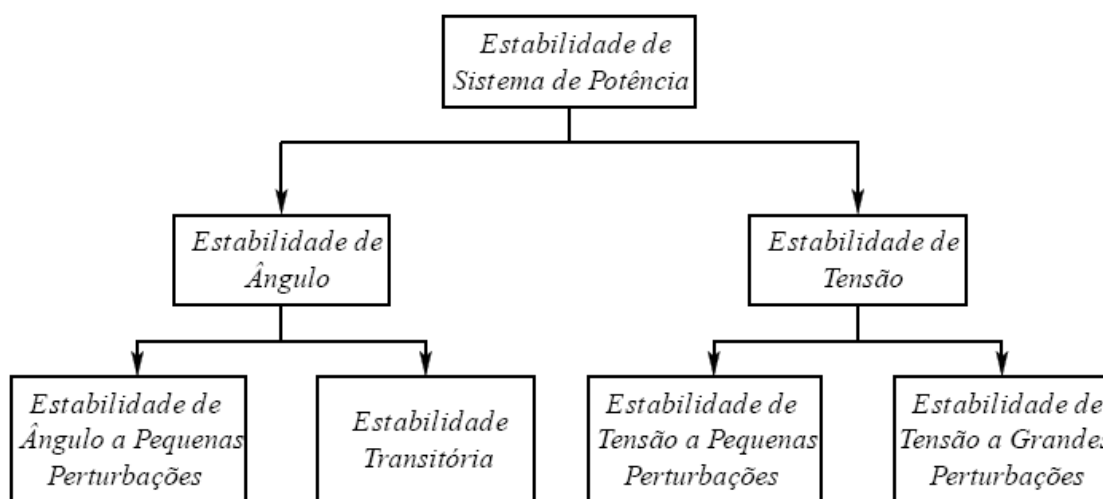 Estabilidade de
Sistema de Potência
Estabilidade de
Ângulo
Estabilidade de
Tensão
Estabilidade de
Ângulo a Pequenas
Perturbações
Estabilidade
Transitória
Estabilidade de
Tensão a Pequenas
Perturbações
Estabilidade de
Tensão a Grandes
Perturbações